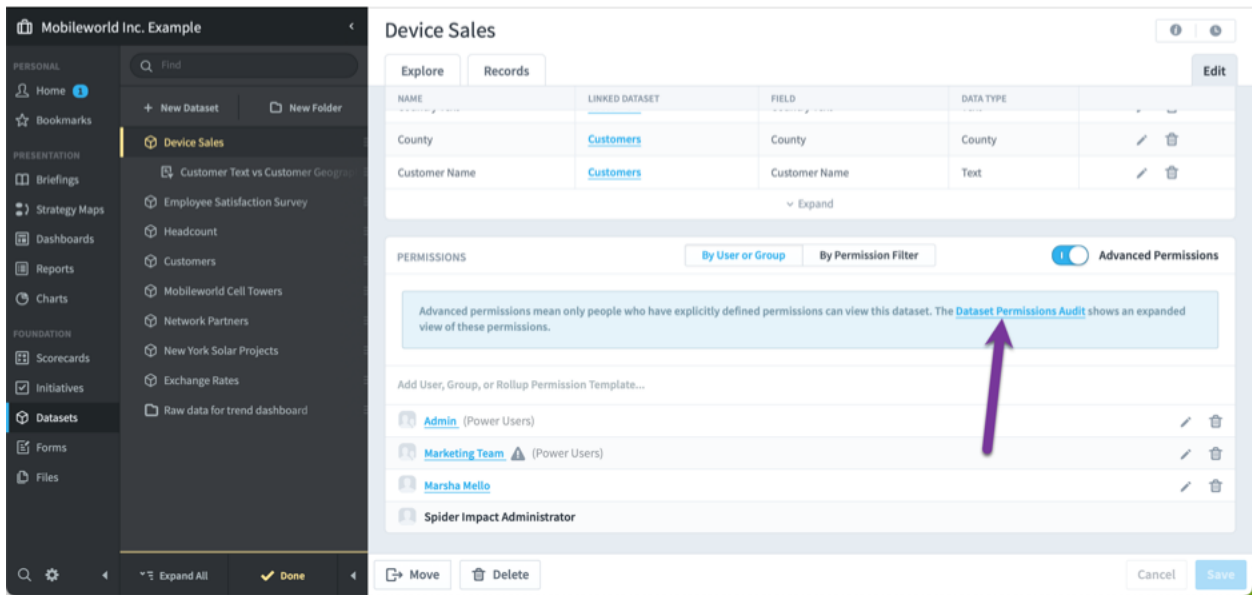 Mobileworld Inc. Example
PERSONAL
Home 1
Bookmarks
PRESENTATION
Briefings
Strategy Maps
Dashboards
Reports
Charts
FOUNDATION
Scorecards
Initiatives
Datasets
Forms
Files
Find
+ New Dataset
New Folder
Device Sales
Customer Text vs Customer
Employee Satisfaction Survey
Headcount
Customers
Mobileworld Cell Towers
Network Partners
New York Solar Projects
Exchange Rates
Raw data for trend dashboard
Expand All
Done
Device Sales
Explore
Records
Edit
NAME LINKED DATASET FIELD DATA TYPE
County Customers County County
Customer Name Customers Customer Name Text
Expand
PERMISSIONS
By User or Group
By Permission Filter
Advanced Permissions
Advanced permissions mean only people who have explicitly defined permissions can view this dataset. The Dataset Permissions Audit shows an expanded
view of these permissions.
Add User, Group, or Rollup Permission Template...
Admin (Power Users)
Marketing Team (Power Users)
Marsha Mello
Spider Impact Administrator
Move
Delete
Cancel
Save